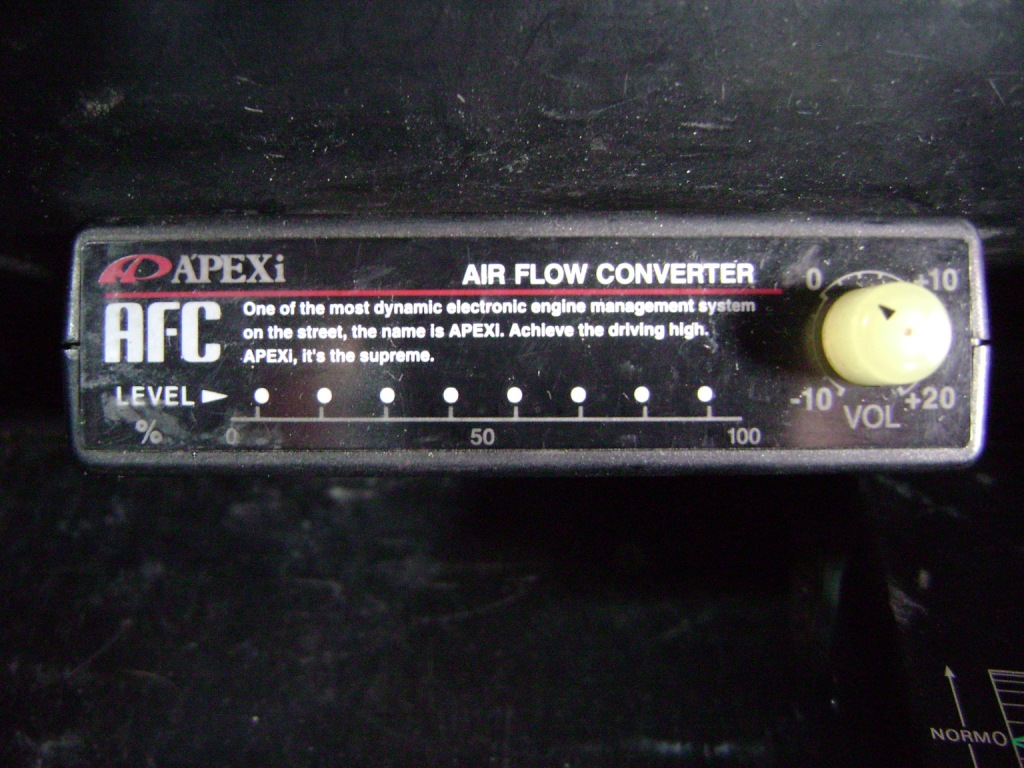 APEXi
AIR FLOW CONVERTER
AFC
One of the most dynamic electronic engine management system
on the street, the name is APEXi. Achieve the driving high.
APEXi, it's the supreme.
LEVEL
% 0 50 100
0 +10
-10 +20
VOL
NORMO